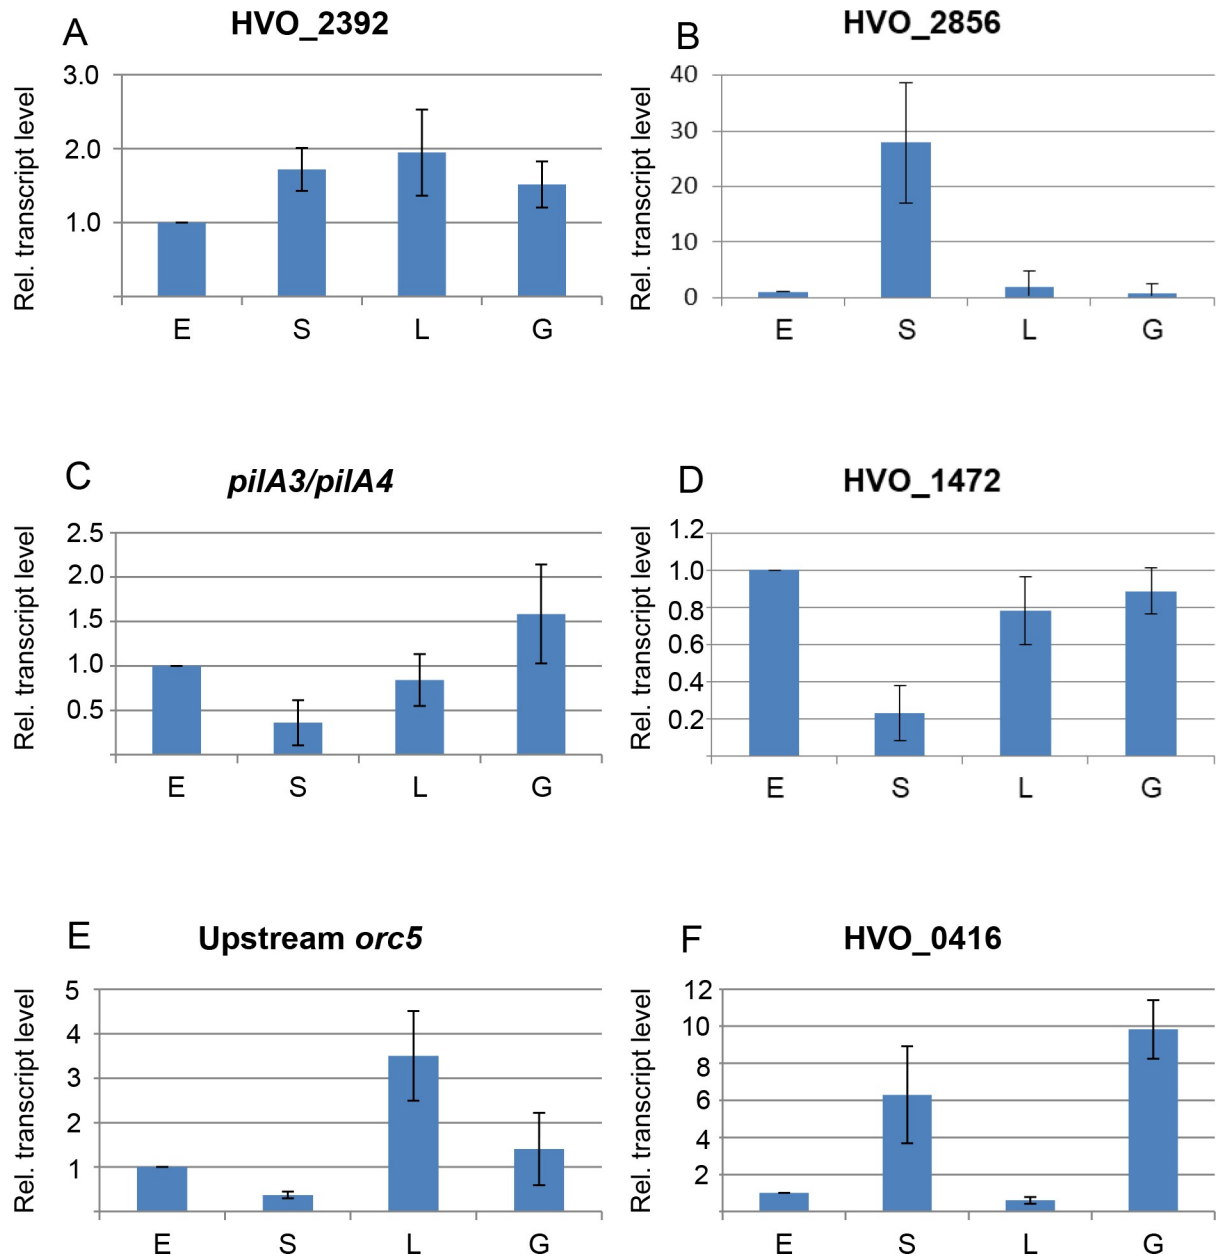 A
HVO_2392
Rel. transcript level
3.0
2.0
1.0
E S L G
B
HVO_2856
Rel. transcript level
40
30
20
10
0
E S L G
C
pilA3/pilA4
Rel. transcript level
2.5
2.0
1.5
1.0
0.5
E S L G
D
HVO_1472
Rel. transcript level
1.2
1.0
0.8
0.6
0.4
0.2
E S L G
E
Upstream orc5
Rel. transcript level
5
4
3
2
1
E S L G
F
HVO_0416
Rel. transcript level
12
10
8
6
4
2
E S L G